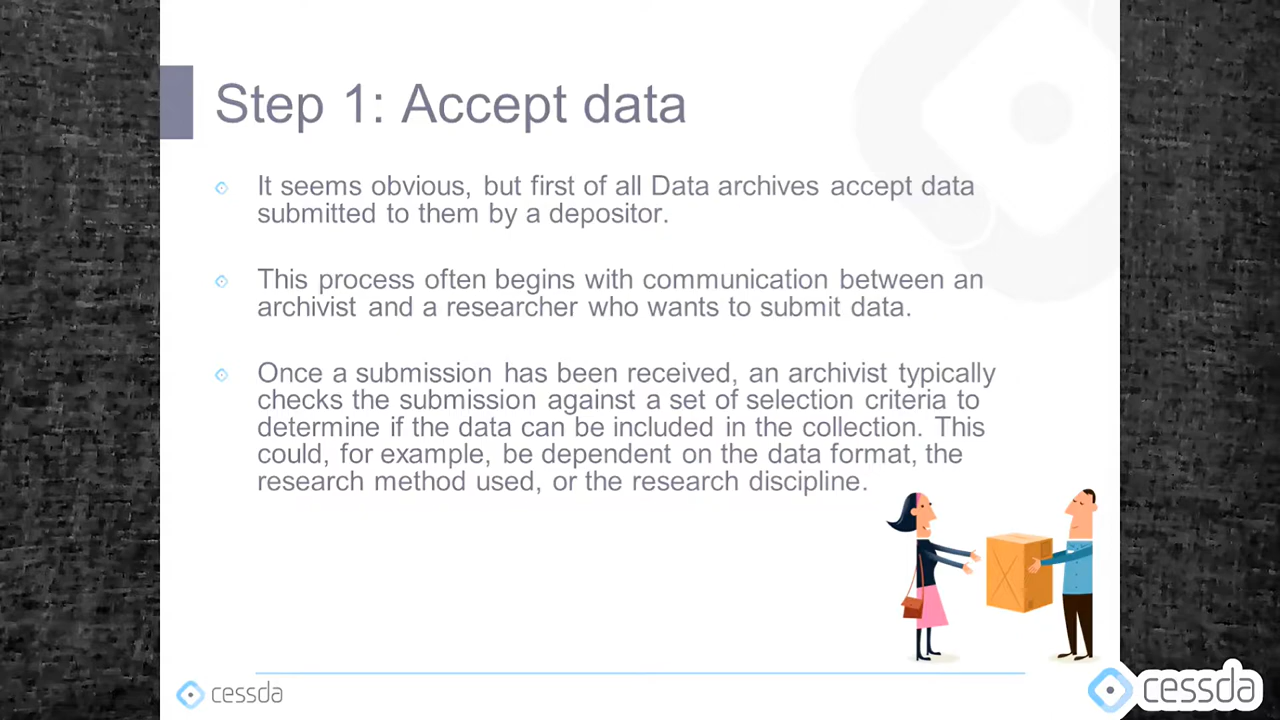 Step 1: Accept data
It seems obvious, but first of all Data archives accept data
submitted to them by a depositor.
This process often begins with communication between an
archivist and a researcher who wants to submit data.
Once a submission has been received, an archivist typically
checks the submission against a set of selection criteria to
determine if the data can be included in the collection. This
could, for example, be dependent on the data format, the
research method used, or the research discipline.
cessda
cessda